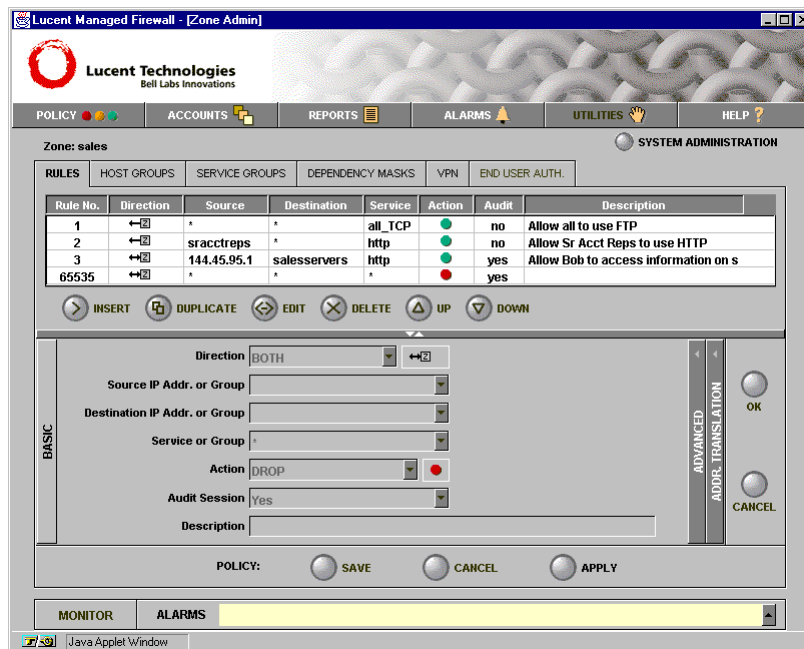 Lucent Managed Firewall - [Zone Admin]
Lucent Technologies
Bell Labs Innovations
POLICY ACCOUNTS REPORTS ALARMS UTILITIES HELP
Zone: sales
SYSTEM ADMINISTRATION
RULES HOST GROUPS SERVICE GROUPS DEPENDENCY MASKS VPN END USER AUTH.
Rule No. Direction Source Destination Service Action Audit Description
1 Z * * all_TCP no Allow all to use FTP
2 Z sracctreps * http no Allow Sr Acct Reps to use HTTP
3 Z 144.45.95.1 salesservers http yes Allow Bob to access information on s
65535 Z * * * yes
INSERT DUPLICATE EDIT DELETE UP DOWN
BASIC
Direction BOTH Z
Source IP Addr. or Group
Destination IP Addr. or Group
Service or Group *
Action DROP
Audit Session Yes
Description
ADVANCED
ADDR. TRANSLATION
OK
CANCEL
POLICY: SAVE CANCEL APPLY
MONITOR ALARMS
Java Applet Window